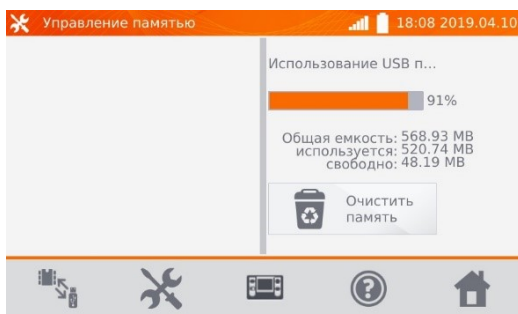 Управление памятью
18:08 2019.04.10
Использование USB п...
91%
Общая емкость: 568.93 MB
используется: 520.74 MB
свободно: 48.19 MB
Очистить
память